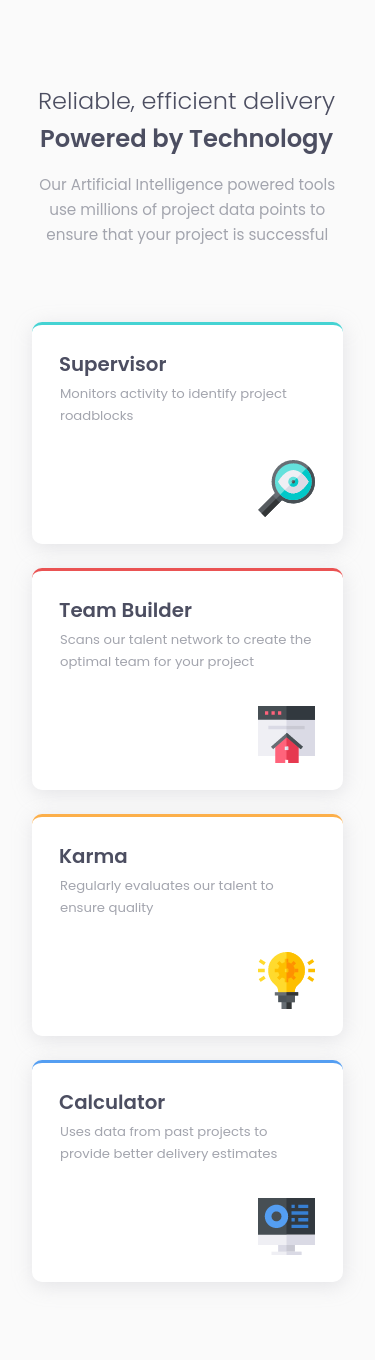 Reliable, efficient delivery
Powered by Technology
Our Artificial Intelligence powered tools
use millions of project data points to
ensure that your project is successful
Supervisor
Monitors activity to identify project
roadblocks
Team Builder
Scans our talent network to create the
optimal team for your project
Karma
Regularly evaluates our talent to
ensure quality
Calculator
Uses data from past projects to
provide better delivery estimates